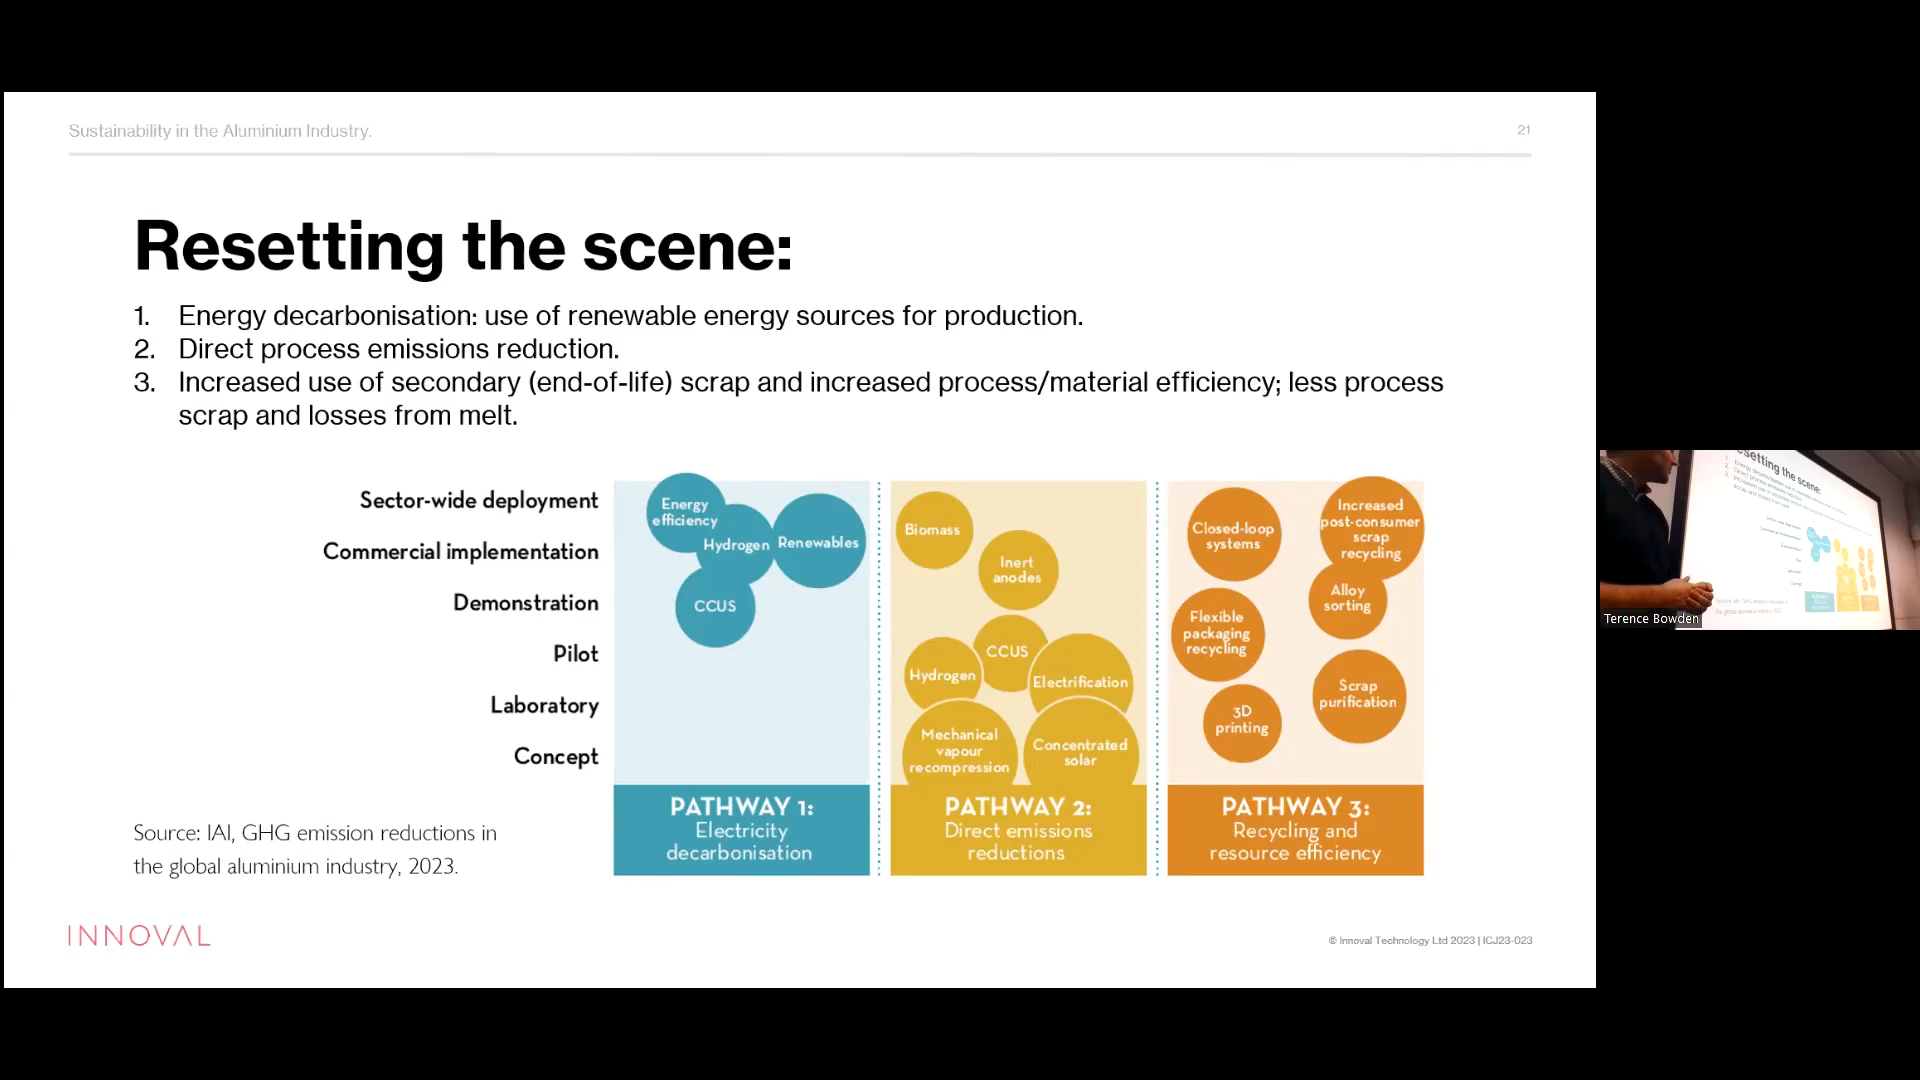 Sustainability in the Aluminium Industry.
21
Resetting the scene:
1. Energy decarbonisation: use of renewable energy sources for production.
2. Direct process emissions reduction.
3. Increased use of secondary (end-of-life) scrap and increased process/material efficiency; less process
scrap and losses from melt.
Sector-wide deployment
Commercial implementation
Demonstration
Pilot
Laboratory
Concept
Energy
efficiency
Hydrogen
Renewables
CCUS
PATHWAY 1:
Electricity
decarbonisation
Biomass
Inert
anodes
CCUS
Hydrogen
Electrification
Mechanical
vapour
recompression
Concentrated
solar
PATHWAY 2:
Direct emissions
reductions
Closed-loop
systems
Increased
post-consumer
scrap
recycling
Alloy
sorting
Flexible
packaging
recycling
Scrap
purification
3D
printing
PATHWAY 3:
Recycling and
resource efficiency
Source: IAI, GHG emission reductions in
the global aluminium industry, 2023.
INNOVAL
© Innoval Technology Ltd 2023 | ICJ23-023
Resetting the scene:
Terence Bowden